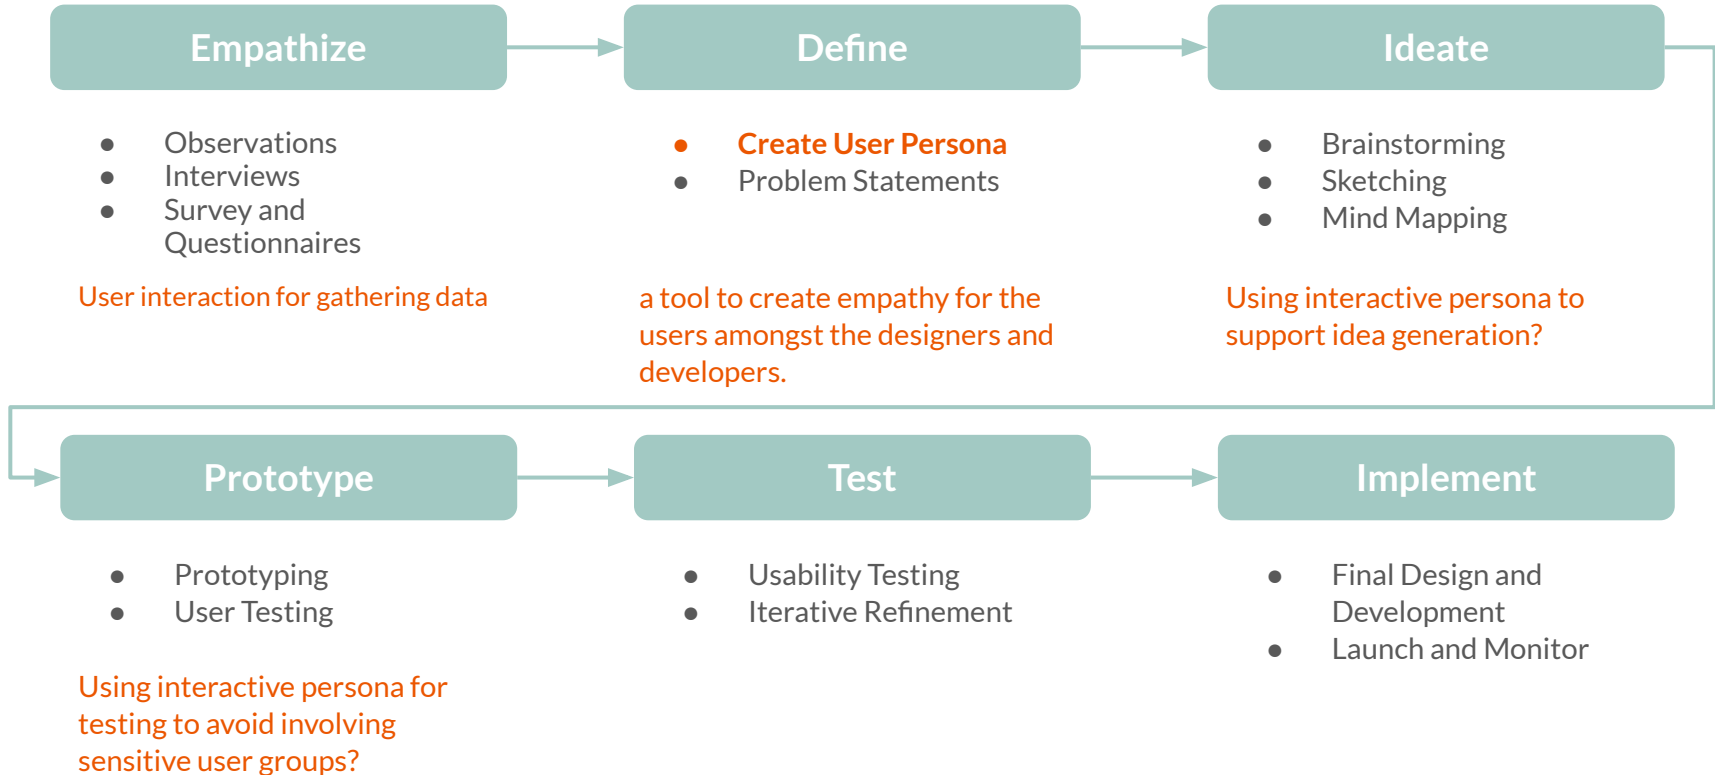 Empathize
Define
Ideate
● Observations
● Interviews
● Survey and
Questionnaires
User interaction for gathering data
● Create User Persona
● Problem Statements
a tool to create empathy for the
users amongst the designers and
developers.
● Brainstorming
● Sketching
● Mind Mapping
Using interactive persona to
support idea generation?
Prototype
Test
Implement
● Prototyping
● User Testing
Using interactive persona for
testing to avoid involving
sensitive user groups?
● Usability Testing
● Iterative Refinement
● Final Design and
Development
● Launch and Monitor